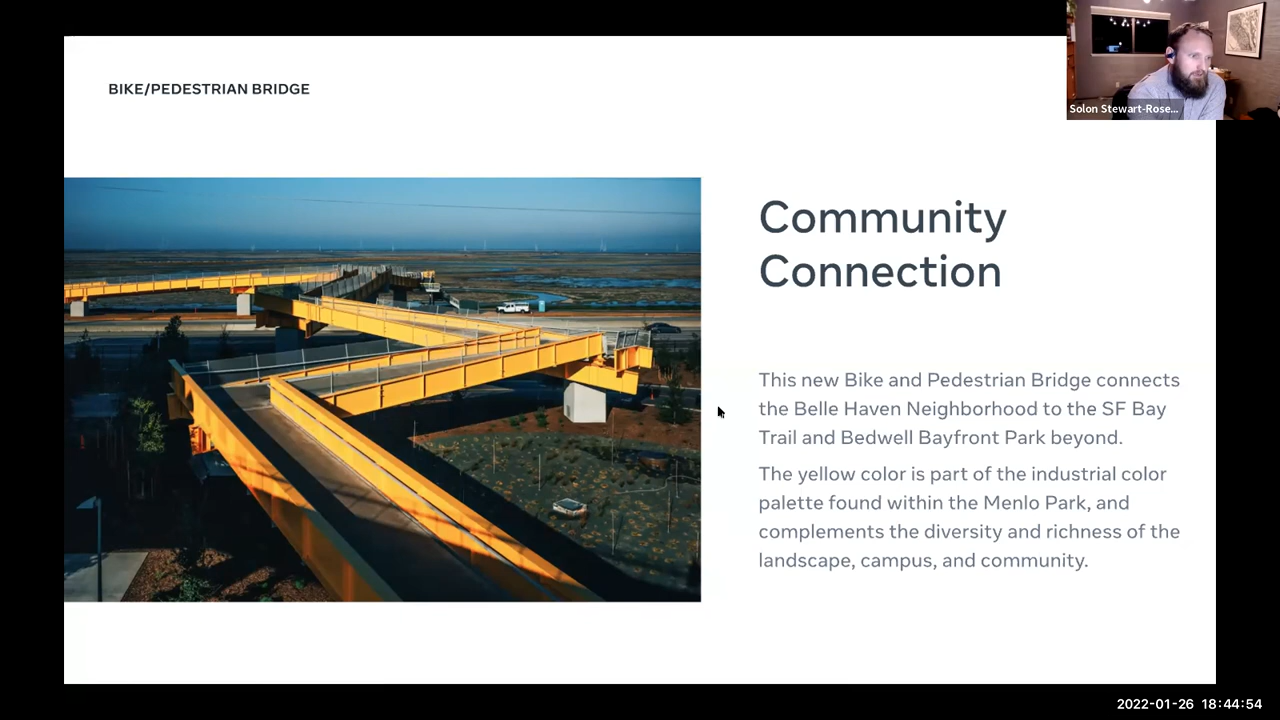 BIKE/PEDESTRIAN BRIDGE
Solon Stewart-Rose...
Community
Connection
This new Bike and Pedestrian Bridge connects
the Belle Haven Neighborhood to the SF Bay
Trail and Bedwell Bayfront Park beyond.
The yellow color is part of the industrial color
palette found within the Menlo Park, and
complements the diversity and richness of the
landscape, campus, and community.
2022-01-26 18:44:54